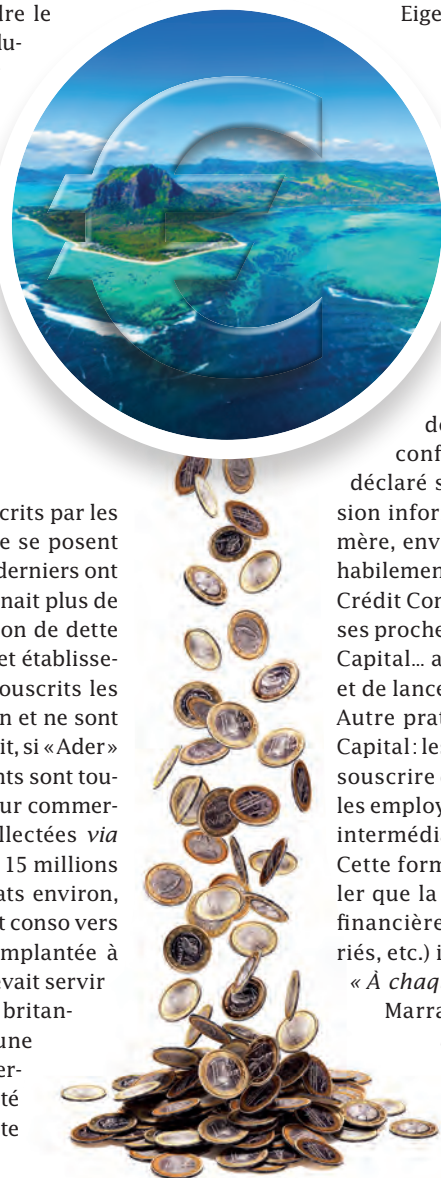 dre le
du-
crits par les
e se posent
derniers ont
nait plus de
on de dette
et établisse-
ouscrits les
n et ne sont
it, si «Ader»
nts sont tou-
ur commer-
llectées via
15 millions
ats environ,
t conso vers
mplantée à
evait servir
britan-
une
er-
té
te
Eige
de
conf
déclaré s
sion infor
mère, env
habilement
Crédit Con
ses proche
Capital... a
et de lance
Autre prat
Capital: les
souscrire o
les employ
intermédia
Cette form
ler que la
financière
riés, etc.) i
« À chaq
Marra